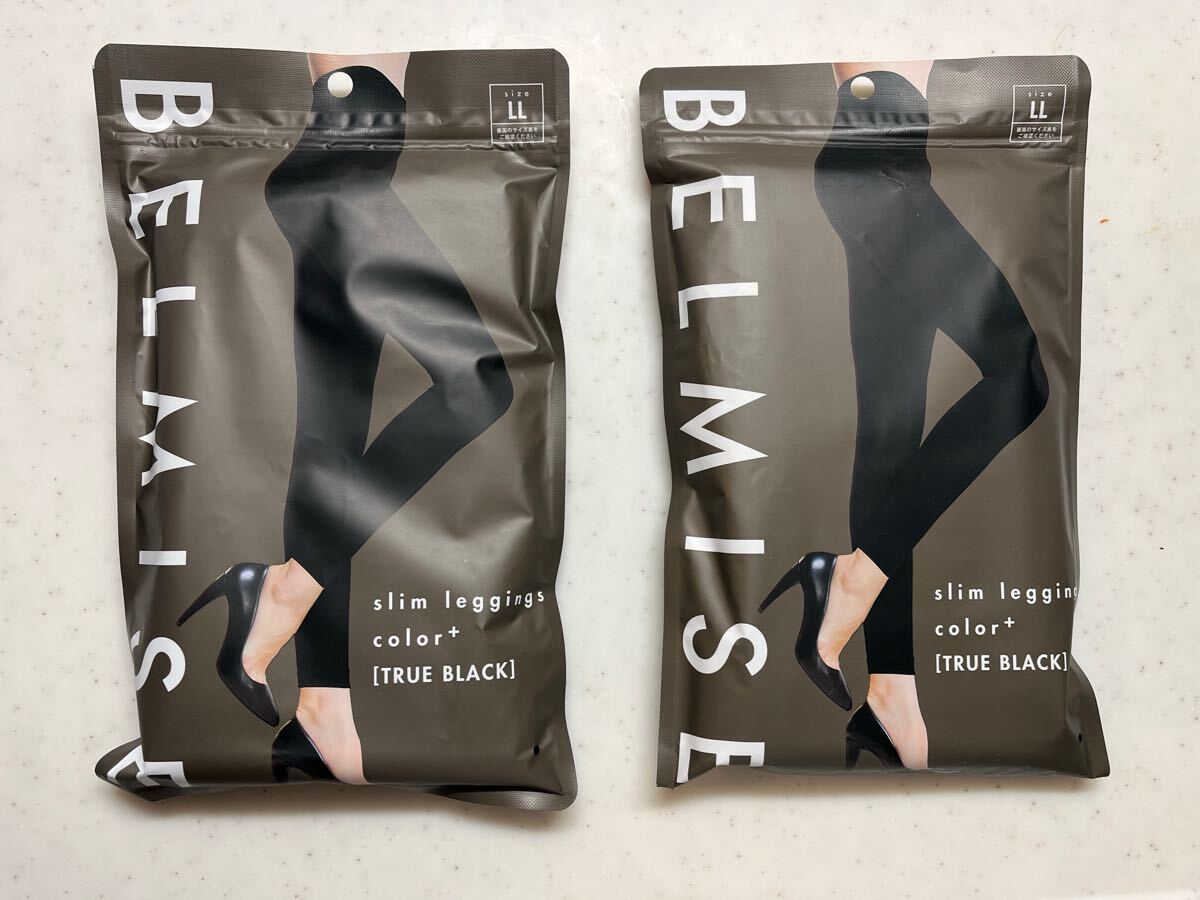 BELMISE
size
LL
裏面のサイズ表を
ご確認ください
slim leggings
color+
[TRUE BLACK]
BELMISE
size
LL
裏面のサイズ表を
ご確認ください
slim legging
color+
[TRUE BLACK]